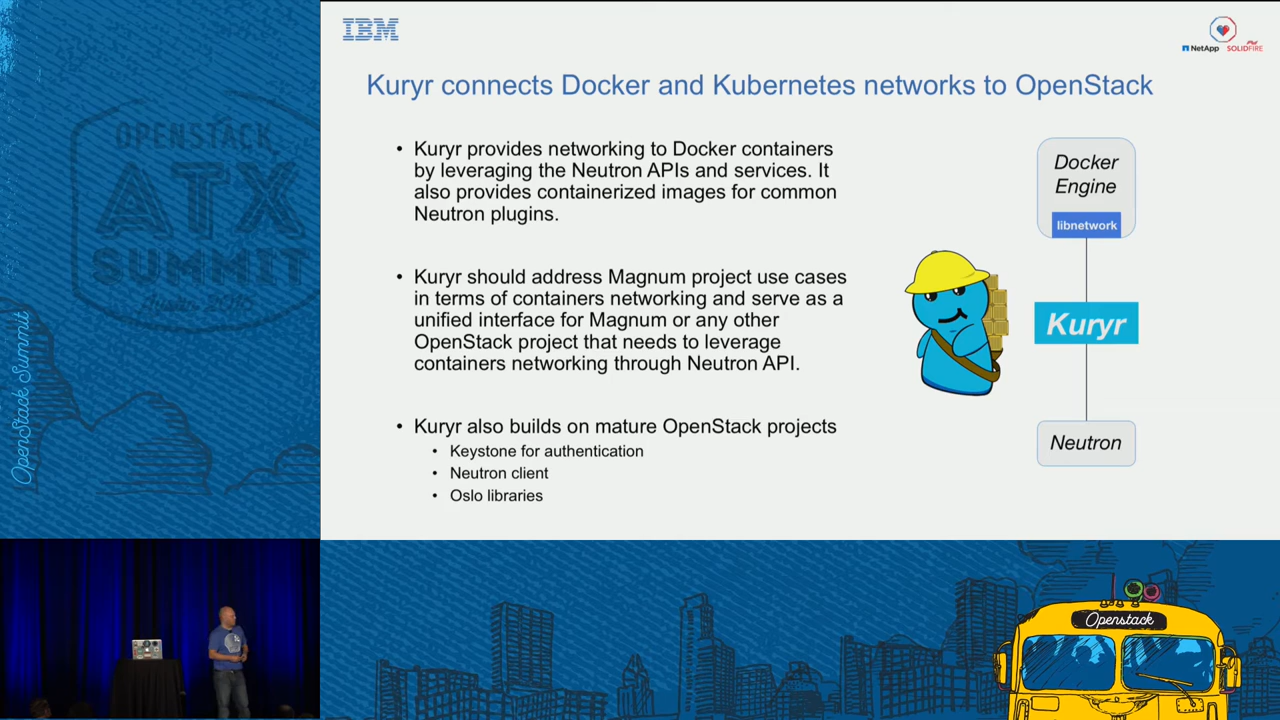 OPENSTACK
ATX
SUMMIT
Austin
OpenStack Summit
IBM
NetApp SOLIDFIRE
Kuryr connects Docker and Kubernetes networks to OpenStack
• Kuryr provides networking to Docker containers
by leveraging the Neutron APIs and services. It
also provides containerized images for common
Neutron plugins.
• Kuryr should address Magnum project use cases
in terms of containers networking and serve as a
unified interface for Magnum or any other
OpenStack project that needs to leverage
containers networking through Neutron API.
• Kuryr also builds on mature OpenStack projects
• Keystone for authentication
• Neutron client
• Oslo libraries
Docker
Engine
libnetwork
Kuryr
Neutron
Openstack